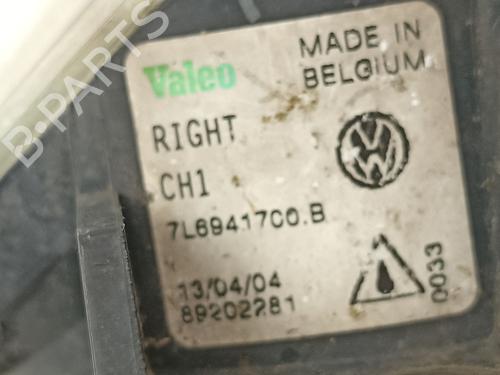 Valeo
MADE IN
BELGIUM
RIGHT
CH1
7L6941700.B
13/04/04
89202281
0033
B-PARTS